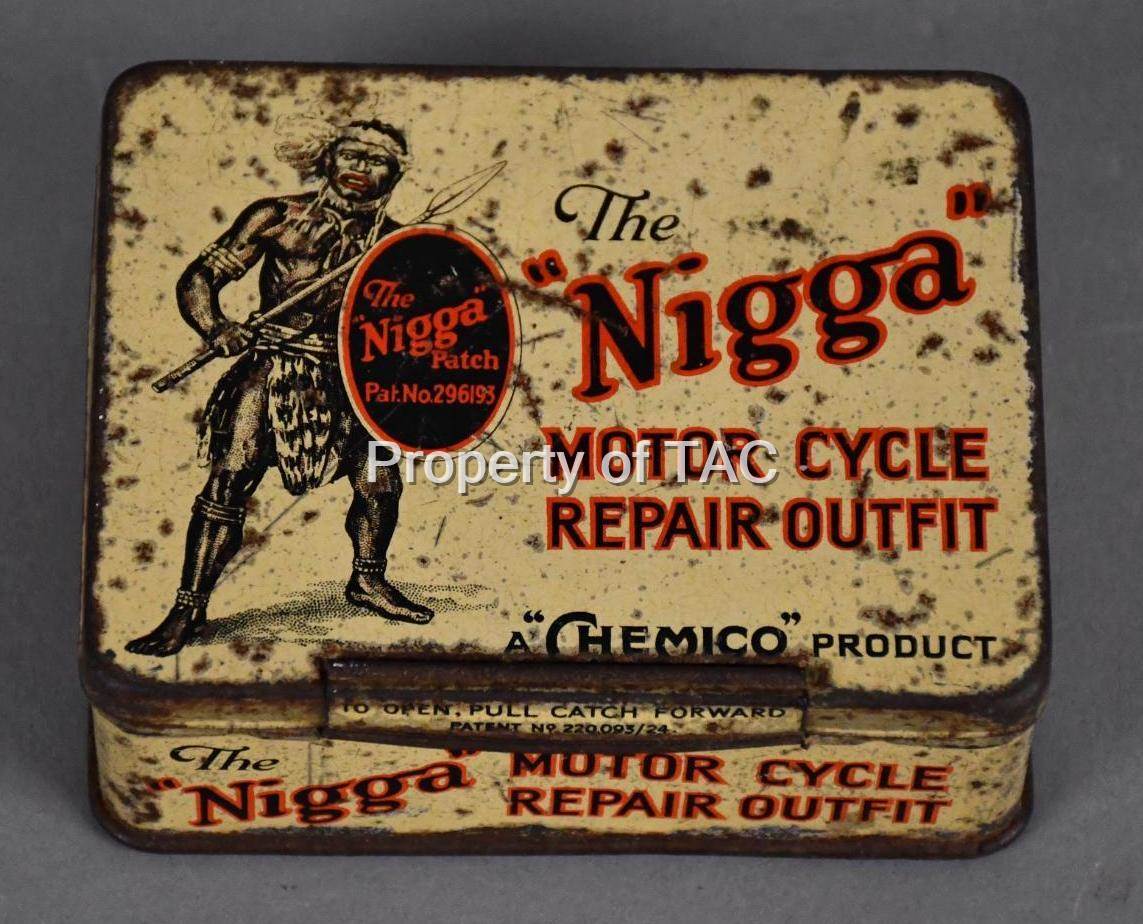 The
"Nigga"
MOTOR CYCLE
REPAIR OUTFIT
The
"Nigga"
Patch
Pat. No. 296193
Property of TAC
A "CHEMICO" PRODUCT
TO OPEN, PULL CATCH FORWARD
PATENT Nº 220,093/24.
The
"Nigga" MOTOR CYCLE
REPAIR OUTFIT